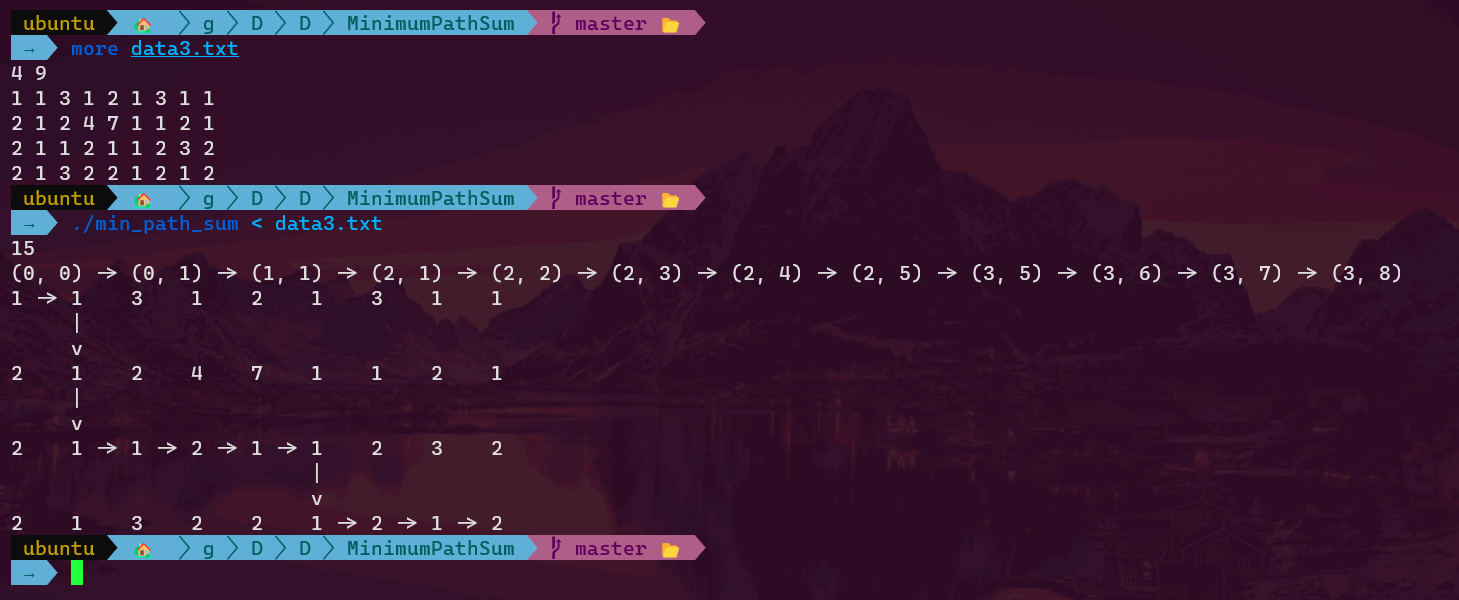 ubuntu g D D MinimumPathSum master
→ more data3.txt
4 9
1 1 3 1 2 1 3 1 1
2 1 2 4 7 1 1 2 1
2 1 1 2 1 1 2 3 2
2 1 3 2 2 1 2 1 2
ubuntu g D D MinimumPathSum master
→ ./min_path_sum < data3.txt
15
(0, 0) -> (0, 1) -> (1, 1) -> (2, 1) -> (2, 2) -> (2, 3) -> (2, 4) -> (2, 5) -> (3, 5) -> (3, 6) -> (3, 7) -> (3, 8)
1 -> 1    3    1    2    1    3    1    1
     |
     v
2    1    2    4    7    1    1    2    1
     |
     v
2    1 -> 1 -> 2 -> 1 -> 1    2    3    2
                         |
                         v
2    1    3    2    2    1 -> 2 -> 1 -> 2
ubuntu g D D MinimumPathSum master
→